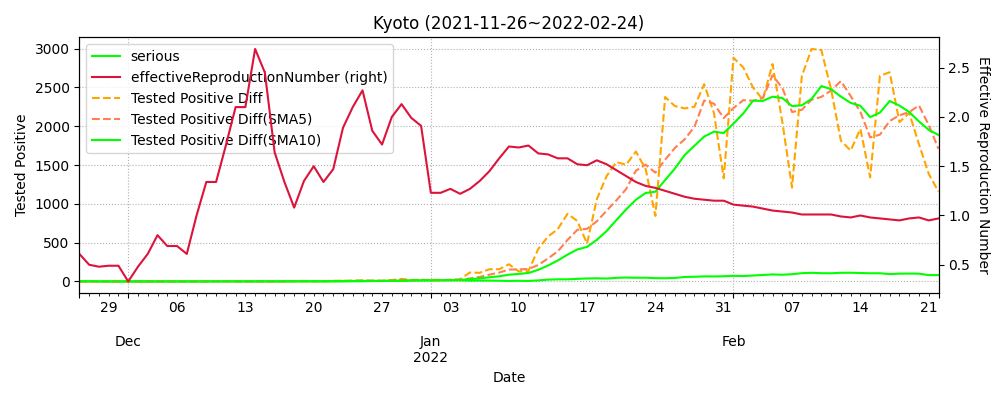 Kyoto (2021-11-26~2022-02-24)
serious
effectiveReproductionNumber (right)
Tested Positive Diff
Tested Positive Diff(SMA5)
Tested Positive Diff(SMA10)
Tested Positive
3000
2500
2000
1500
1000
500
0
Effective Reproduction Number
2.5
2.0
1.5
1.0
0.5
29 06 13 20 27 03 10 17 24 31 07 14 21
Dec Jan Feb
2022
Date